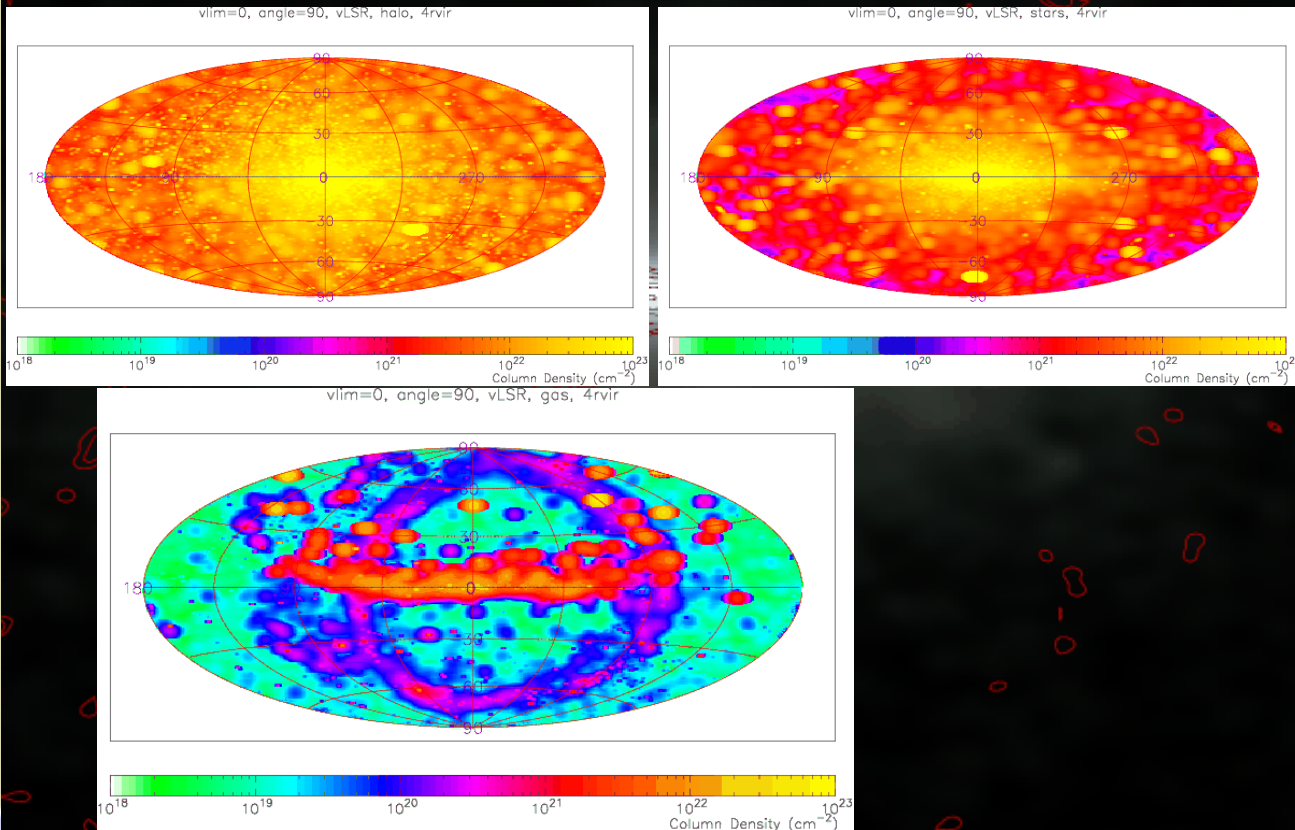 vlim=0, angle=90, vLSR, halo, 4rvir
90
60
30
180 90 0 270
-30
-60
-90
10^18 10^19 10^20 10^21 10^22 10^23
Column Density (cm^-2)
vlim=0, angle=90, vLSR, stars, 4rvir
90
60
30
180 90 0 270
-30
-60
-90
10^18 10^19 10^20 10^21 10^22
Column Density (cm^-2)
vlim=0, angle=90, vLSR, gas, 4rvir
90
30
180 90 0
-30
-60
-90
10^18 10^19 10^20 10^21 10^22 10^23
Column Density (cm^-2)